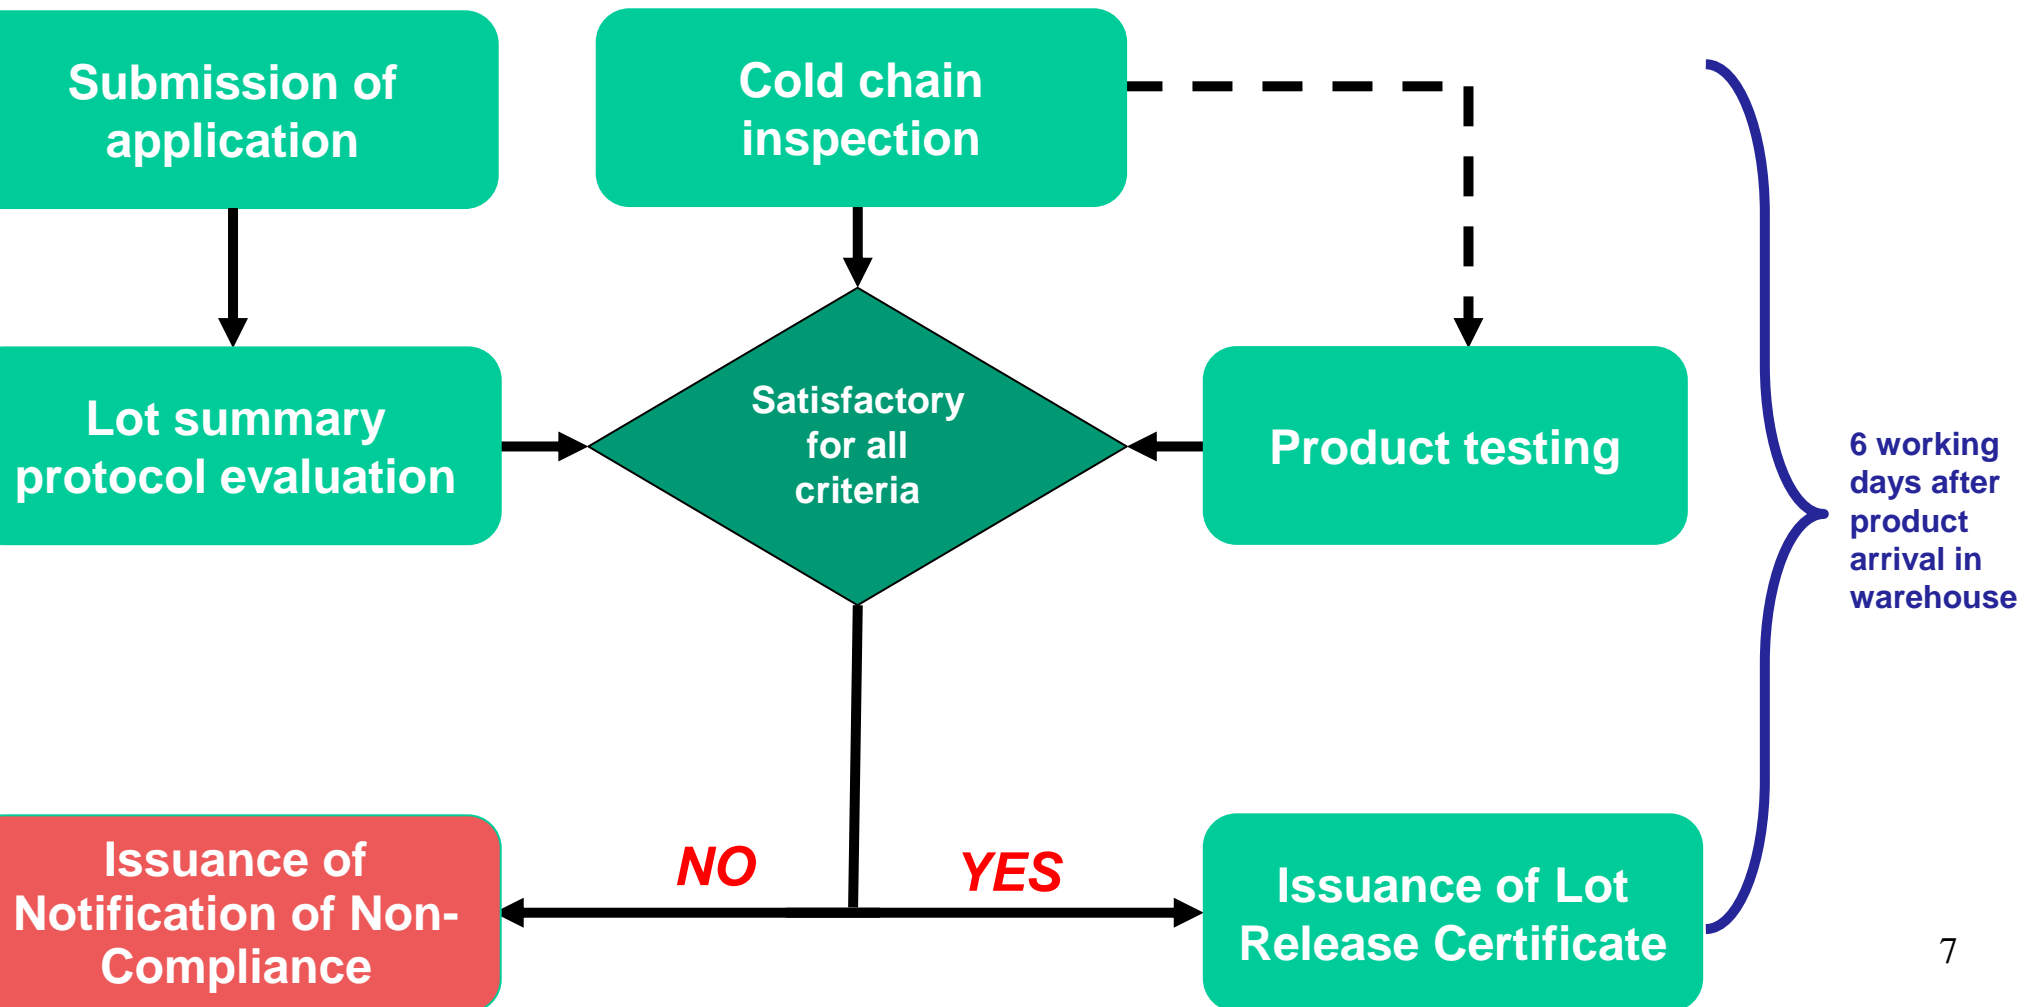 Submission of
application
Cold chain
inspection
Lot summary
protocol evaluation
Satisfactory
for all
criteria
Product testing
6 working
days after
product
arrival in
warehouse
NO
YES
Issuance of
Notification of Non-
Compliance
Issuance of Lot
Release Certificate
7